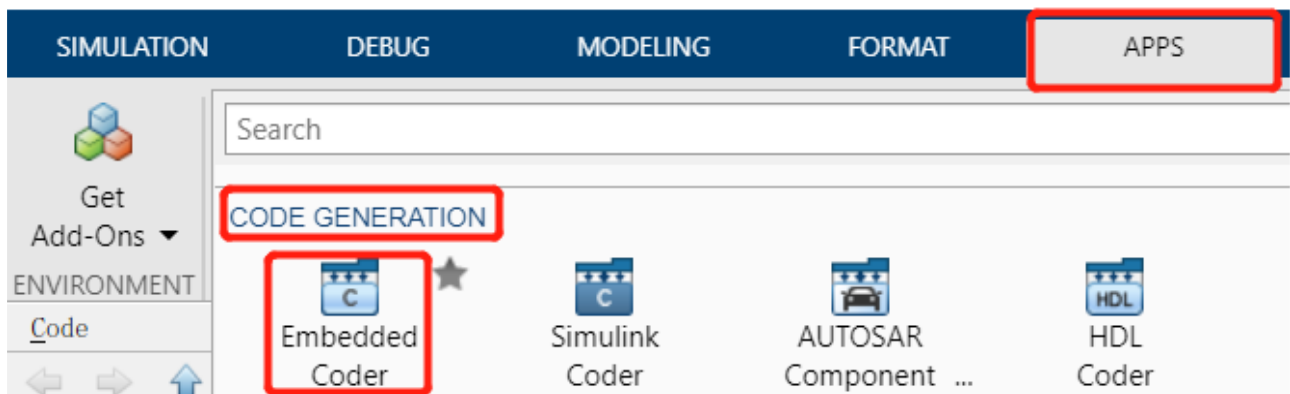 SIMULATION DEBUG MODELING FORMAT APPS
Search
Get
Add-Ons
CODE GENERATION
ENVIRONMENT
C C HDL
Code
Embedded Simulink AUTOSAR HDL
Coder Coder Component ... Coder